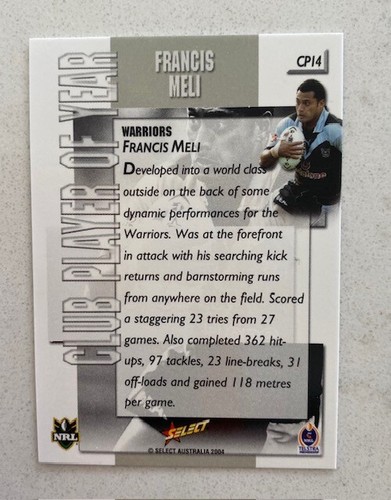 CLUB PLAYER OF YEAR
FRANCIS
MELI
CP14
WARRIORS
FRANCIS MELI
Developed into a world class
outside on the back of some
dynamic performances for the
Warriors. Was at the forefront
in attack with his searching kick
returns and barnstorming runs
from anywhere on the field. Scored
a staggering 23 tries from 27
games. Also completed 362 hit-
ups, 97 tackles, 23 line-breaks, 31
off-loads and gained 118 metres
per game.
NRL
SELECT
© SELECT AUSTRALIA 2004
TELSTRA